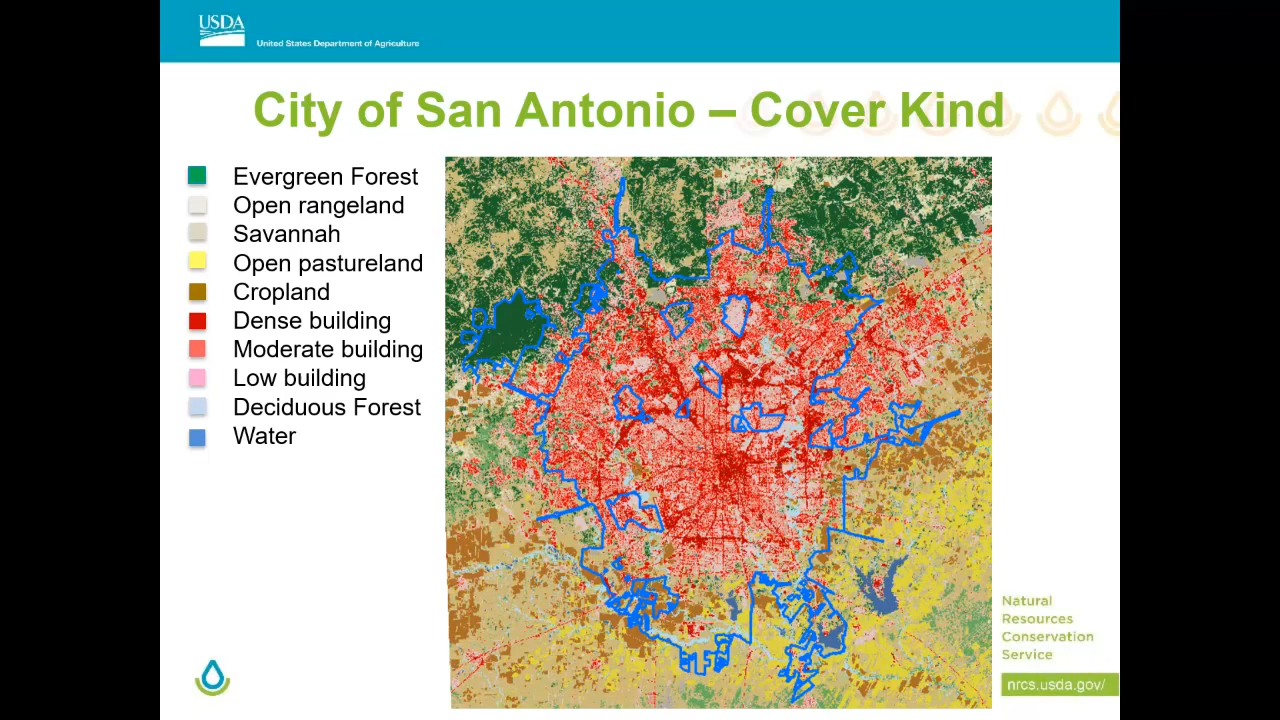 USDA
United States Department of Agriculture
City of San Antonio – Cover Kind
Evergreen Forest
Open rangeland
Savannah
Open pastureland
Cropland
Dense building
Moderate building
Low building
Deciduous Forest
Water
Natural
Resources
Conservation
Service
nrcs.usda.gov/